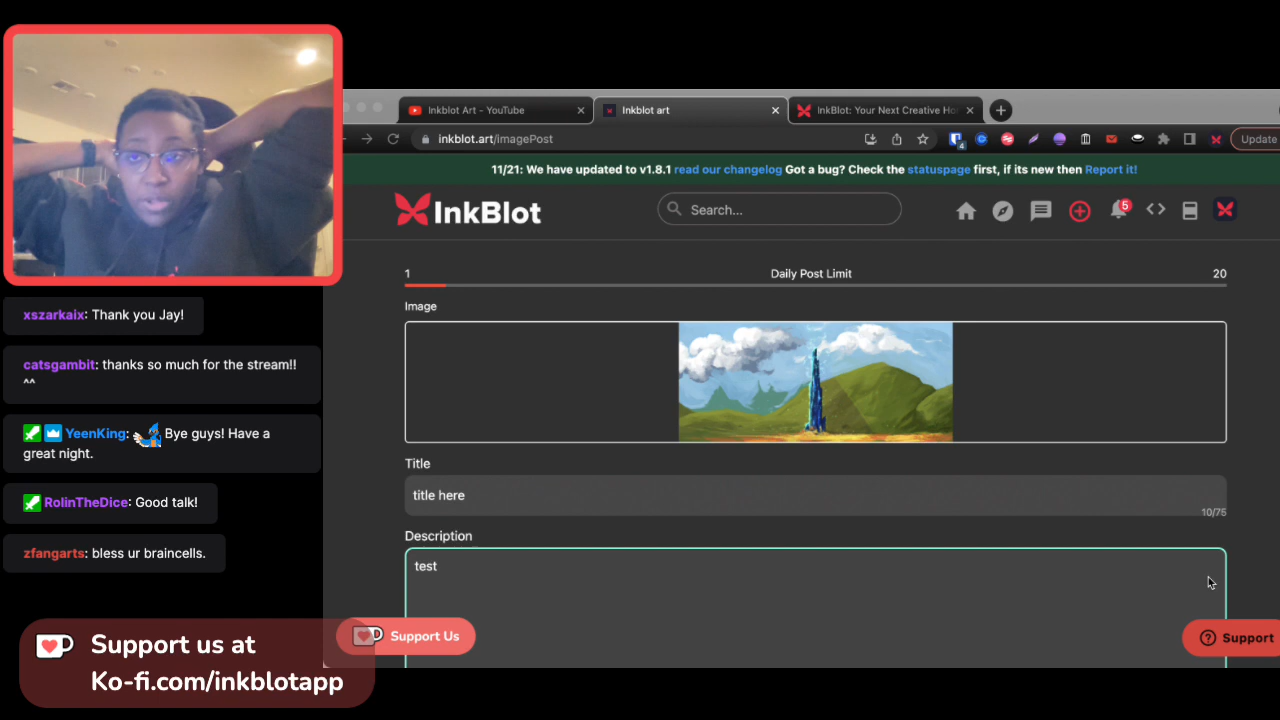 Inkblot Art - YouTube
Inkblot art
InkBlot: Your Next Creative Ho
inkblot.art/imagePost
4
Update
11/21: We have updated to v1.8.1 read our changelog Got a bug? Check the statuspage first, if its new then Report it!
InkBlot
Search...
5
1
Daily Post Limit
20
Image
Title
title here
10/75
Description
test
Support Us
Support
xszarkaix: Thank you Jay!
catsgambit: thanks so much for the stream!!
^^
YeenKing: Bye guys! Have a
great night.
RolinTheDice: Good talk!
zfangarts: bless ur braincells.
Support us at
Ko-fi.com/inkblotapp